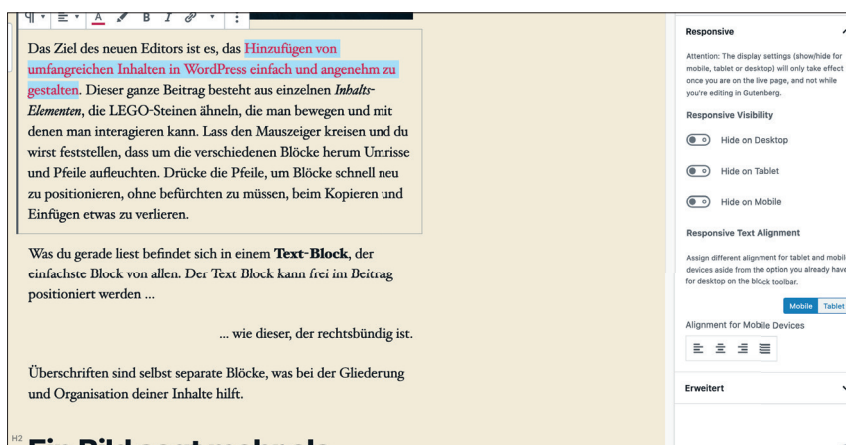 ¶ A B I
Das Ziel des neuen Editors ist es, das Hinzufügen von
umfangreichen Inhalten in WordPress einfach und angenehm zu
gestalten. Dieser ganze Beitrag besteht aus einzelnen Inhalts-
Elementen, die LEGO-Steinen ähneln, die man bewegen und mit
denen man interagieren kann. Lass den Mauszeiger kreisen und du
wirst feststellen, dass um die verschiedenen Blöcke herum Umrisse
und Pfeile aufleuchten. Drücke die Pfeile, um Blöcke schnell neu
zu positionieren, ohne befürchten zu müssen, beim Kopieren und
Einfügen etwas zu verlieren.
Was du gerade liest befindet sich in einem Text-Block, der
einfachste Block von allen. Der Text Block kann frei im Beitrag
positioniert werden ...
... wie dieser, der rechtsbündig ist.
Überschriften sind selbst separate Blöcke, was bei der Gliederung
und Organisation deiner Inhalte hilft.
H2
Responsive
Attention: The display settings (show/hide for
mobile, tablet or desktop) will only take effect
once you are on the live page, and not while
you're editing in Gutenberg.
Responsive Visibility
Hide on Desktop
Hide on Tablet
Hide on Mobile
Responsive Text Alignment
Assign different alignment for tablet and mobil
devices aside from the option you already have
for desktop on the block toolbar.
Mobile Tablet
Alignment for Mobile Devices
Erweitert